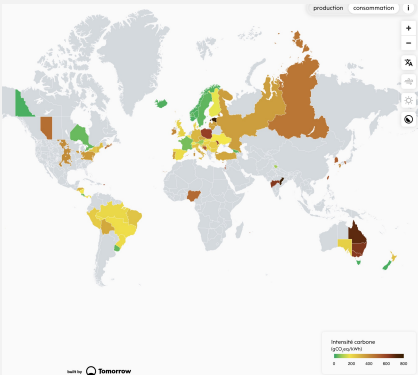 production consommation i
+
−
Intensité carbone
(gCO₂eq/kWh)
0 200 400 600 800
built by Tomorrow